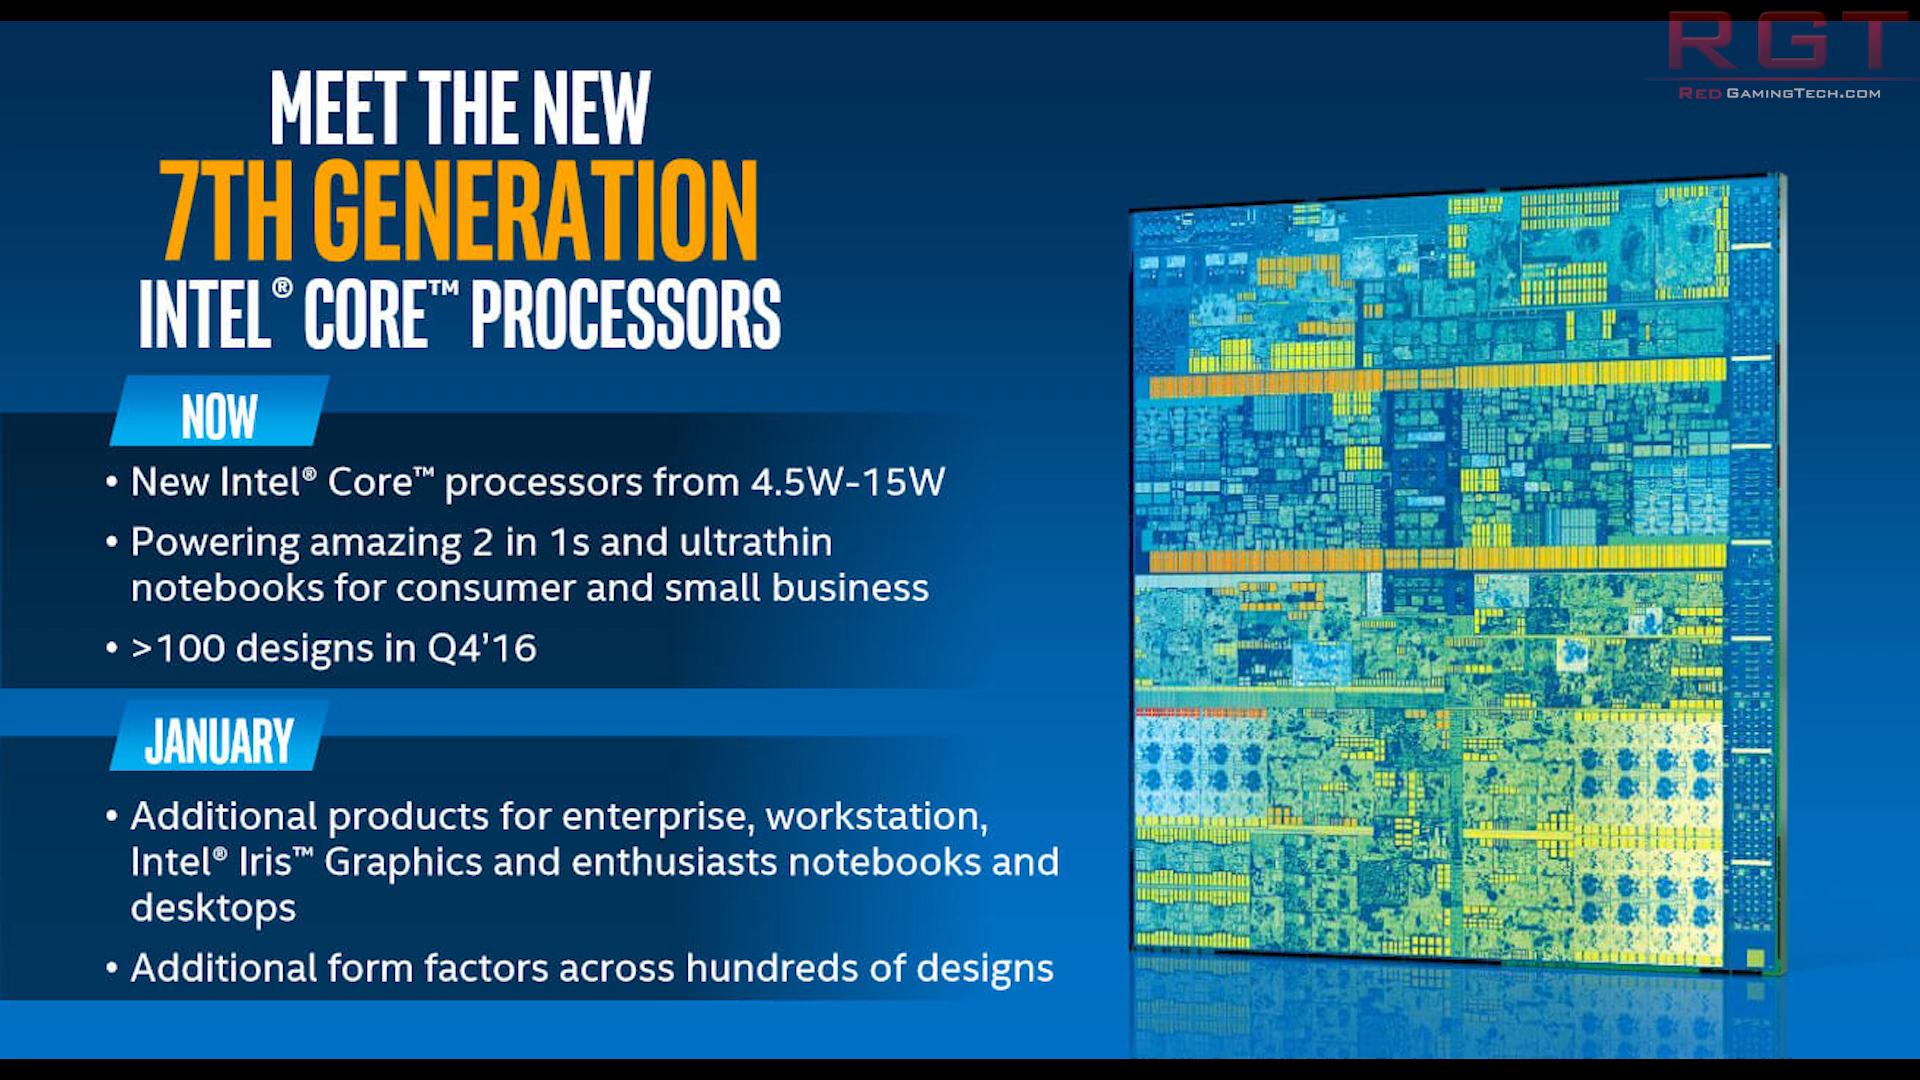 RGT
RedGamingTech.com
MEET THE NEW
7TH GENERATION
INTEL® CORE™ PROCESSORS
NOW
• New Intel® Core™ processors from 4.5W-15W
• Powering amazing 2 in 1s and ultrathin
notebooks for consumer and small business
• >100 designs in Q4’16
JANUARY
• Additional products for enterprise, workstation,
Intel® Iris™ Graphics and enthusiasts notebooks and
desktops
• Additional form factors across hundreds of designs